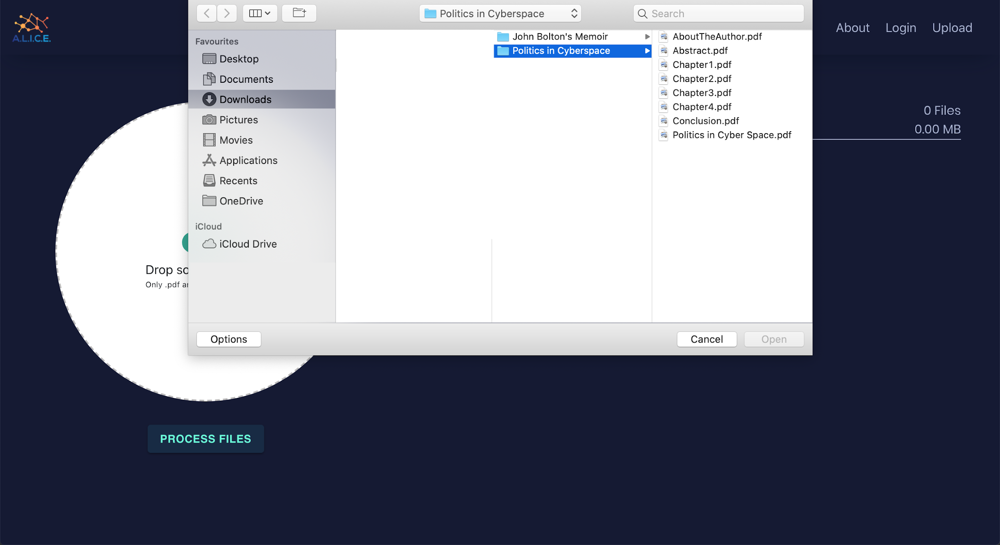 A.L.I.C.E.
About
Login
Upload
Politics in Cyberspace
Search
Favourites
Desktop
Documents
Downloads
Pictures
Movies
Applications
Recents
OneDrive
iCloud
iCloud Drive
John Bolton's Memoir
Politics in Cyberspace
AboutTheAuthor.pdf
Abstract.pdf
Chapter1.pdf
Chapter2.pdf
Chapter3.pdf
Chapter4.pdf
Conclusion.pdf
Politics in Cyber Space.pdf
0 Files
0.00 MB
Drop
Only .pdf
Options
Cancel
Open
PROCESS FILES